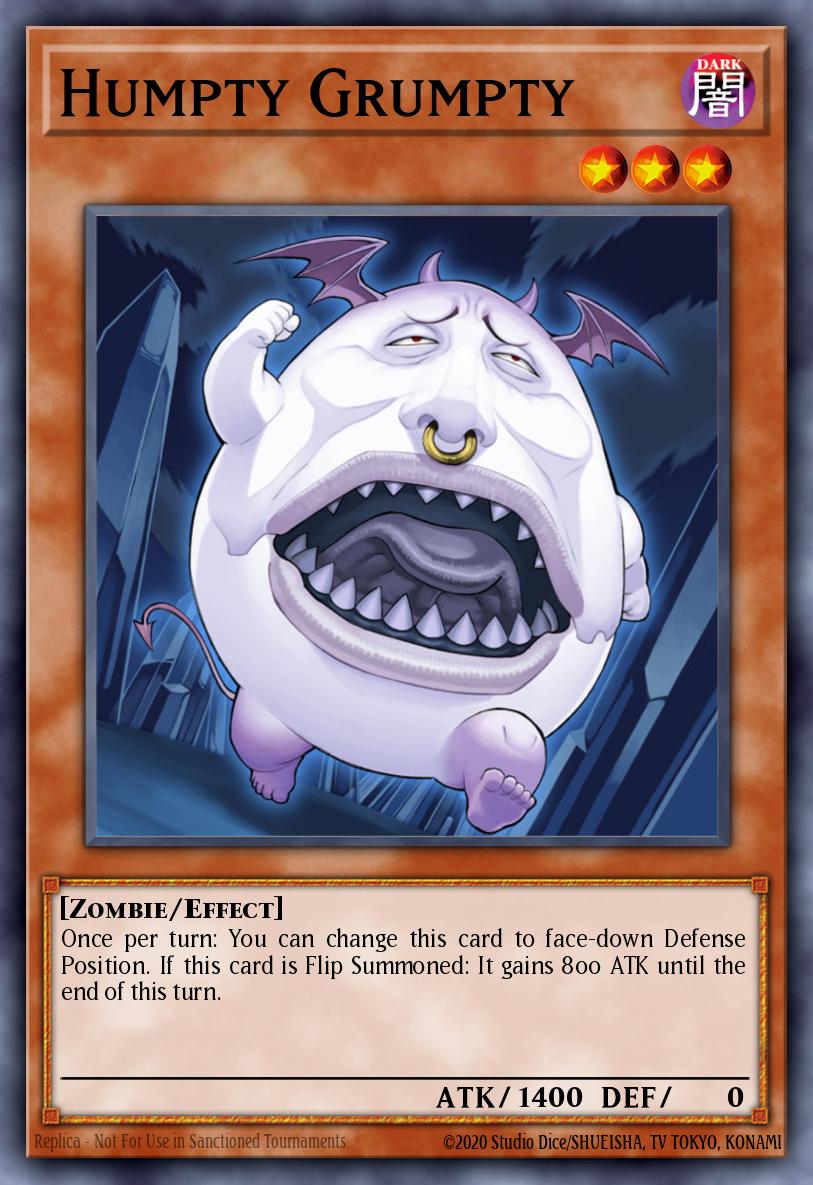 Humpty Grumpty
DARK
闇
[Zombie/Effect]
Once per turn: You can change this card to face-down Defense
Position. If this card is Flip Summoned: It gains 800 ATK until the
end of this turn.
ATK/1400 DEF/ 0
Replica - Not For Use in Sanctioned Tournaments.
©2020 Studio Dice/SHUEISHA, TV TOKYO, KONAMI